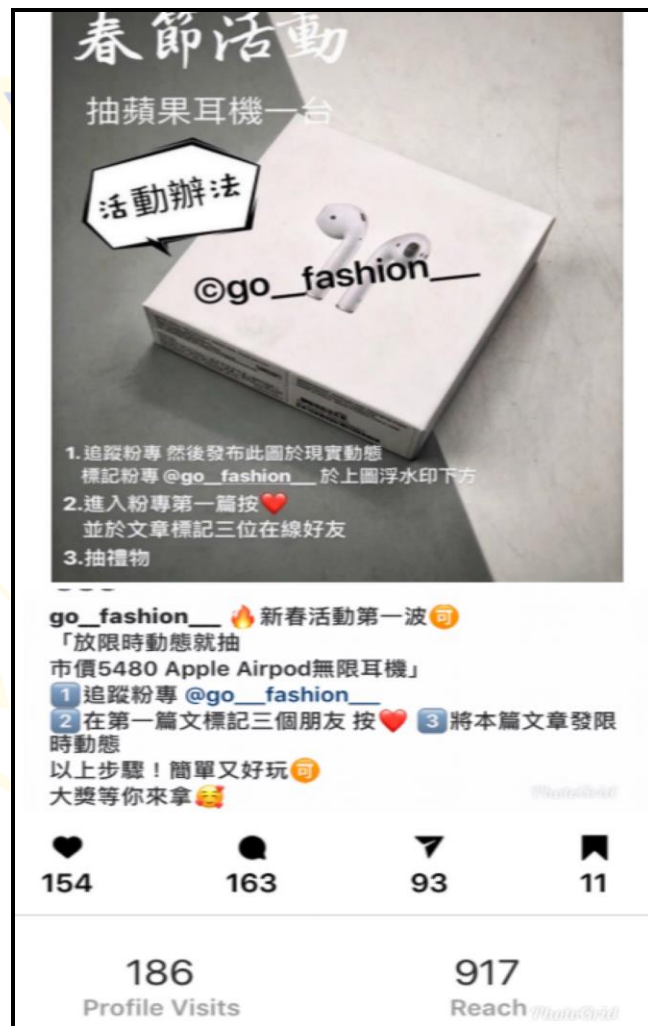 春節活動
抽蘋果耳機一台
活動辦法
©go__fashion___
1.追蹤粉專 然後發布此圖於現實動態
標記粉專@go__fashion___ 於上圖浮水印下方
2.進入粉專第一篇按❤️
並於文章標記三位在線好友
3.抽禮物
go__fashion___ 🔥新春活動第一波🉑
「放限時動態就抽
市價5480 Apple Airpod無限耳機」
1️⃣追蹤粉專 @go___fashion___
2️⃣在第一篇文標記三個朋友 按❤️ 3️⃣將本篇文章發限
時動態
以上步驟！簡單又好玩🉑
大獎等你來拿🥰
PhotoGrid
154 163 93 11
186 917
Profile Visits Reach
PhotoGrid